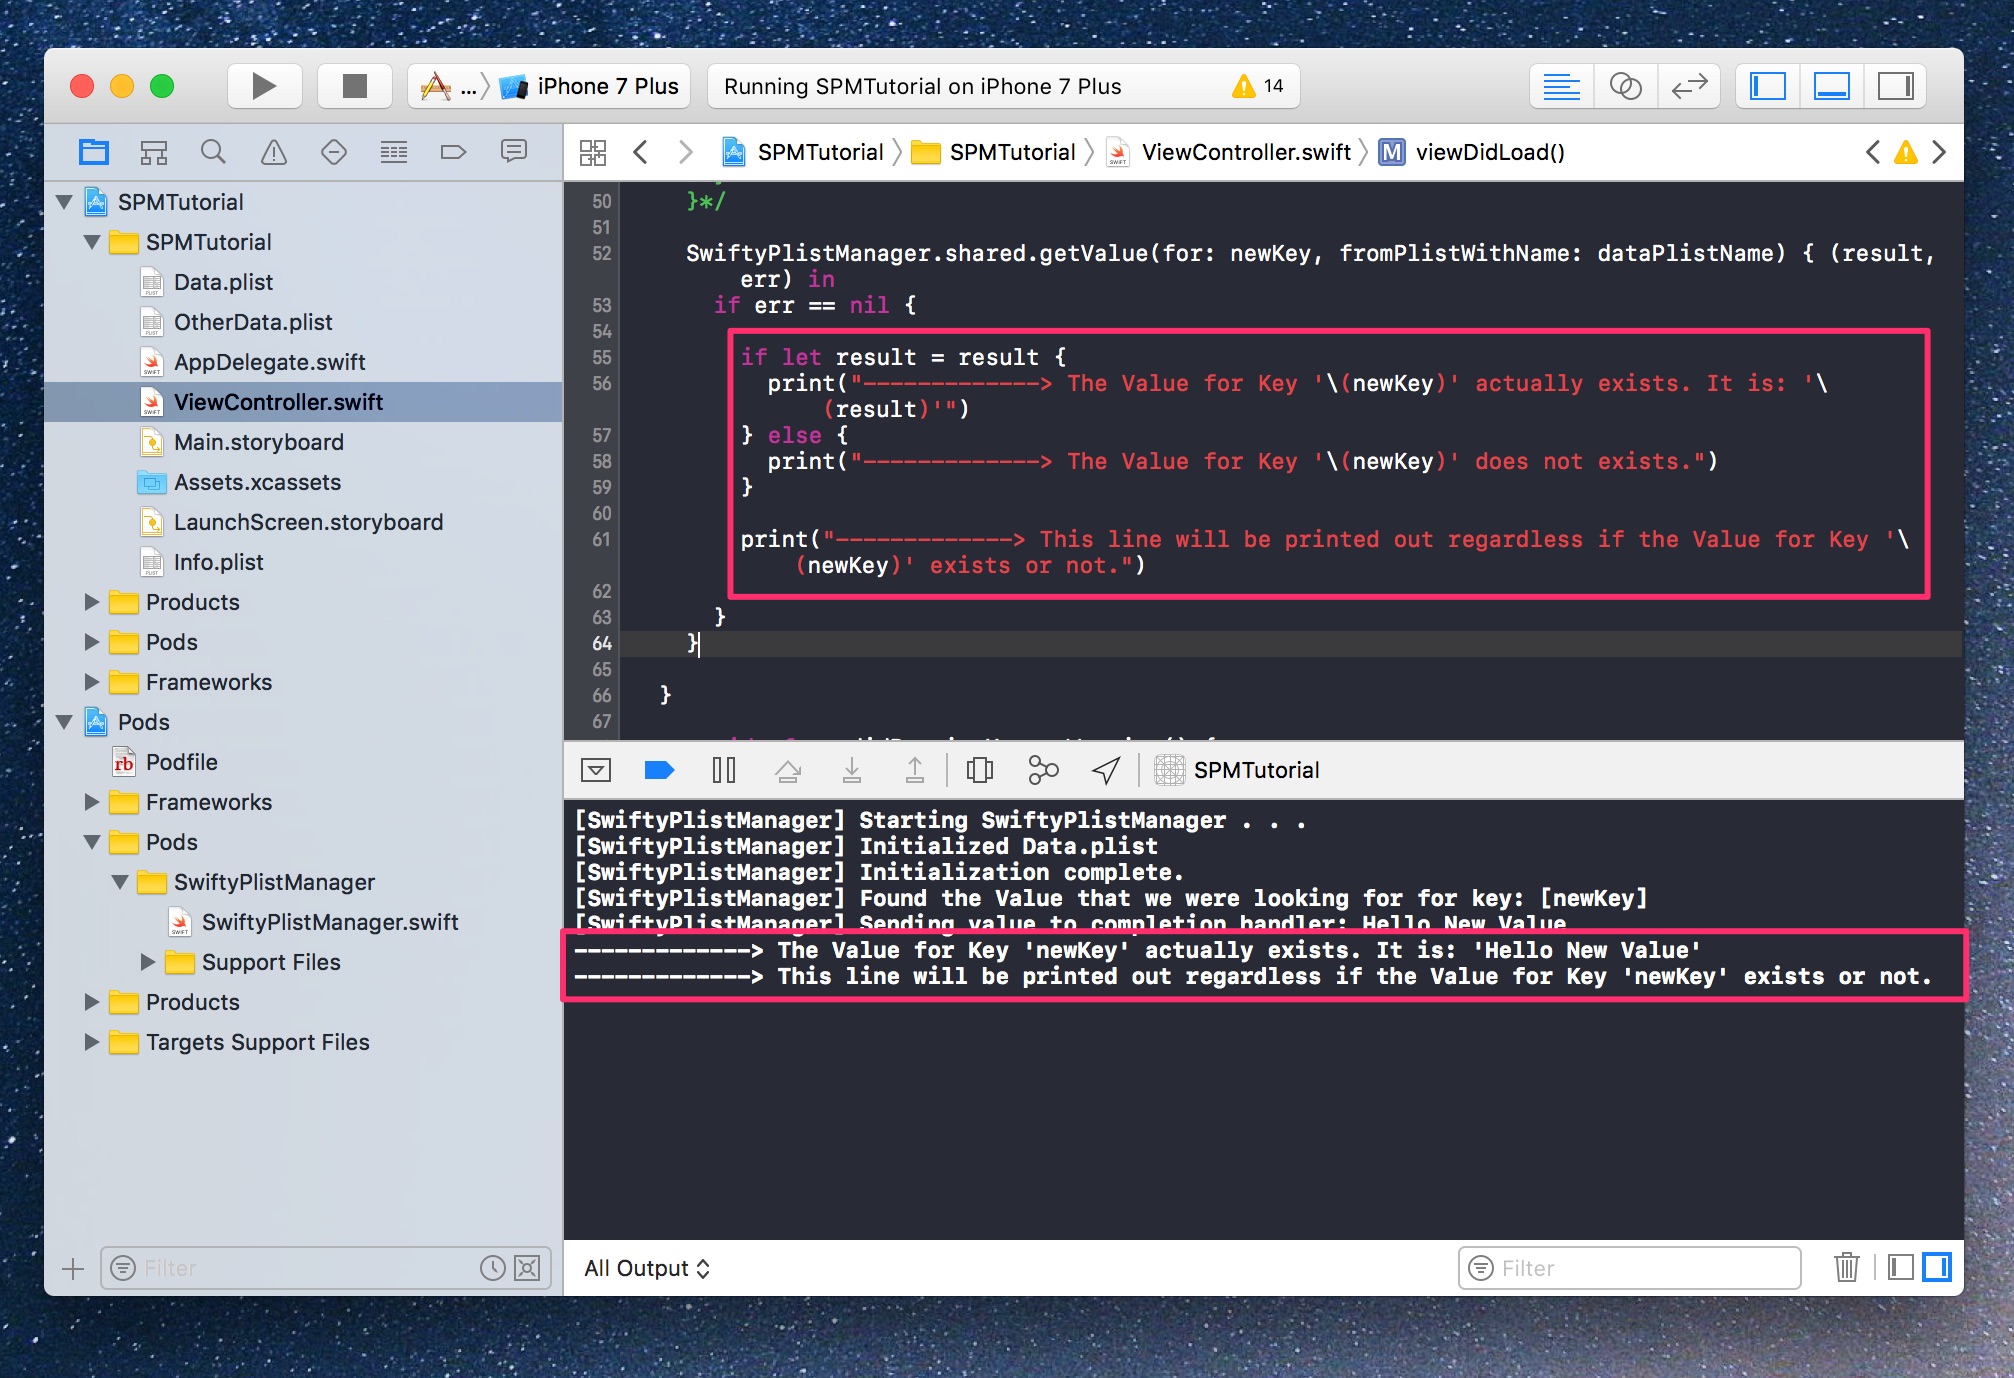 ... iPhone 7 Plus
Running SPMTutorial on iPhone 7 Plus
14
SPMTutorial
SPMTutorial
ViewController.swift
M viewDidLoad()
SPMTutorial
SPMTutorial
Data.plist
OtherData.plist
AppDelegate.swift
ViewController.swift
Main.storyboard
Assets.xcassets
LaunchScreen.storyboard
Info.plist
Products
Pods
Frameworks
Pods
Podfile
Frameworks
Pods
SwiftyPlistManager
SwiftyPlistManager.swift
Support Files
Products
Targets Support Files
Filter
50 }*/
51
52 SwiftyPlistManager.shared.getValue(for: newKey, fromPlistWithName: dataPlistName) { (result,
err) in
53 if err == nil {
54
55 if let result = result {
56 print("-------------> The Value for Key '\(newKey)' actually exists. It is: '\
(result)'")
57 } else {
58 print("-------------> The Value for Key '\(newKey)' does not exists.")
59 }
60
61 print("-------------> This line will be printed out regardless if the Value for Key '\
(newKey)' exists or not.")
62
63 }
64 }
65
66 }
67
SPMTutorial
[SwiftyPlistManager] Starting SwiftyPlistManager . . .
[SwiftyPlistManager] Initialized Data.plist
[SwiftyPlistManager] Initialization complete.
[SwiftyPlistManager] Found the Value that we were looking for for key: [newKey]
[SwiftyPlistManager] Sending value to completion handler: Hello New Value
-------------> The Value for Key 'newKey' actually exists. It is: 'Hello New Value'
-------------> This line will be printed out regardless if the Value for Key 'newKey' exists or not.
All Output
Filter